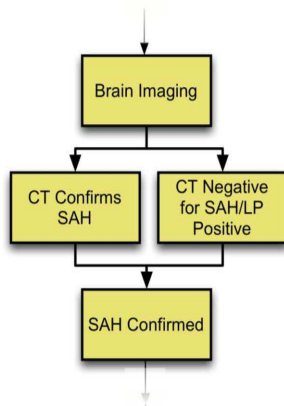 Brain Imaging
CT Confirms
SAH
CT Negative
for SAH/LP
Positive
SAH Confirmed